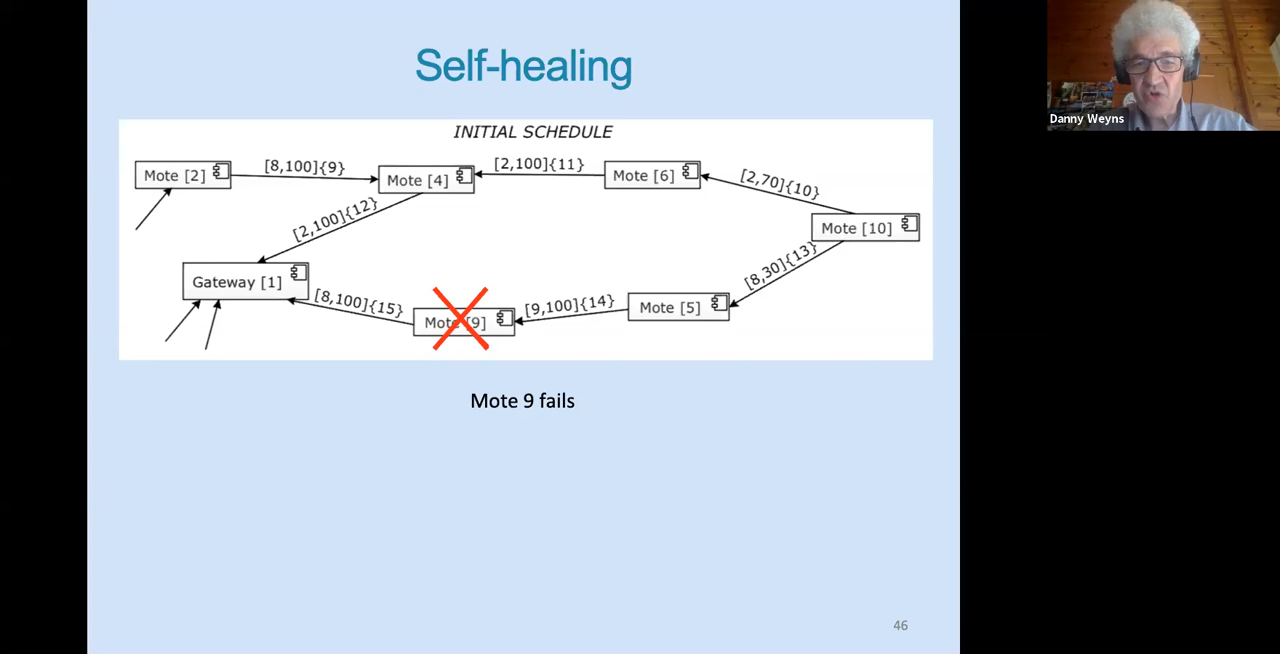 Self-healing
Danny Weyns
INITIAL SCHEDULE
Mote [2]
[8,100]{9}
Mote [4]
[2,100]{11}
Mote [6]
[2,70]{10}
Mote [10]
[2,100]{12}
[8,30]{13}
Gateway [1]
[8,100]{15}
Mote [9]
[9,100]{14}
Mote [5]
Mote 9 fails
46